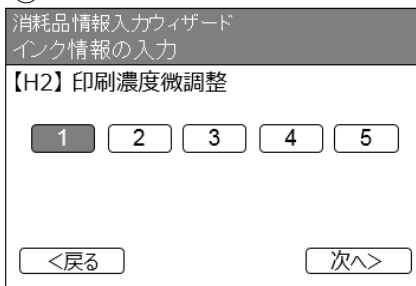 消耗品情報入力ウィザード
インク情報の入力
【H2】印刷濃度微調整
1 2 3 4 5
<戻る 次へ>